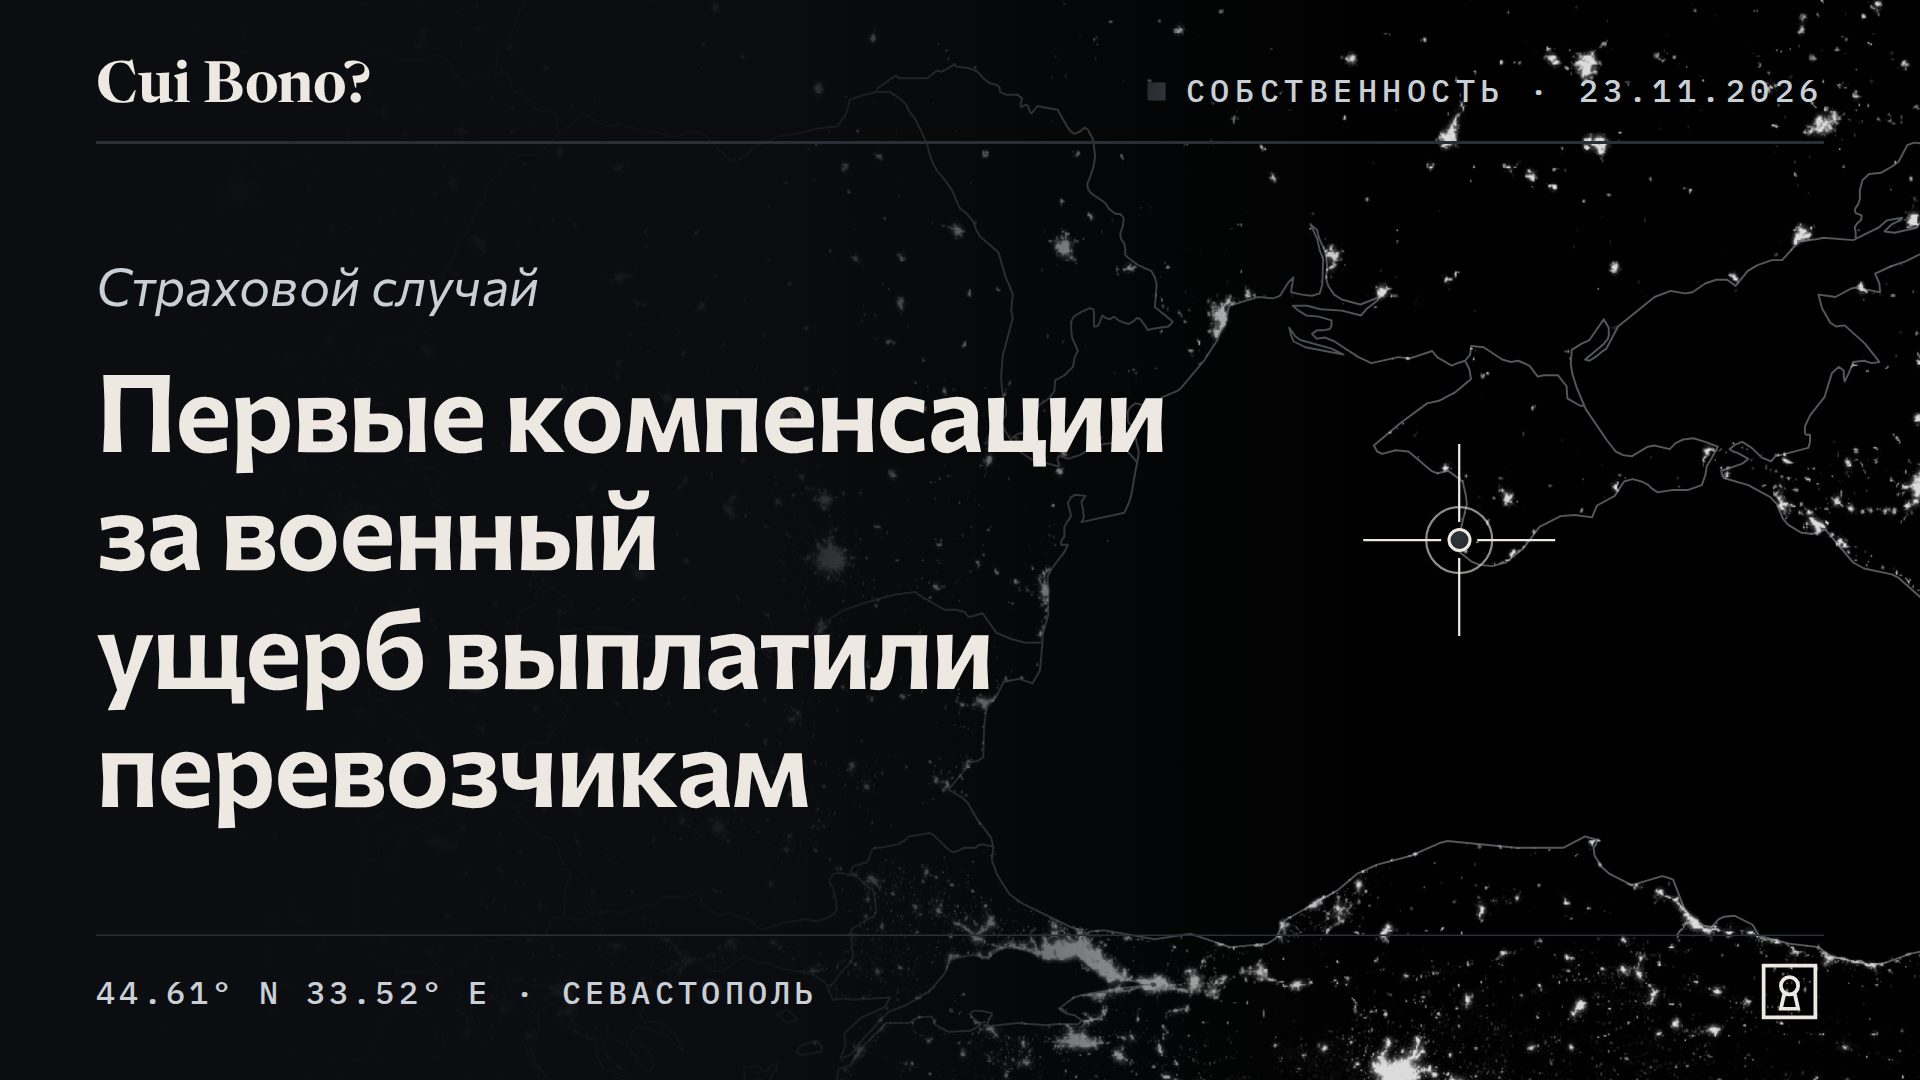 Cui Bono?
СОБСТВЕННОСТЬ · 23.11.2026
Страховой случай
Первые компенсации
за военный
ущерб выплатили
перевозчикам
44.61° N 33.52° E · СЕВАСТОПОЛЬ